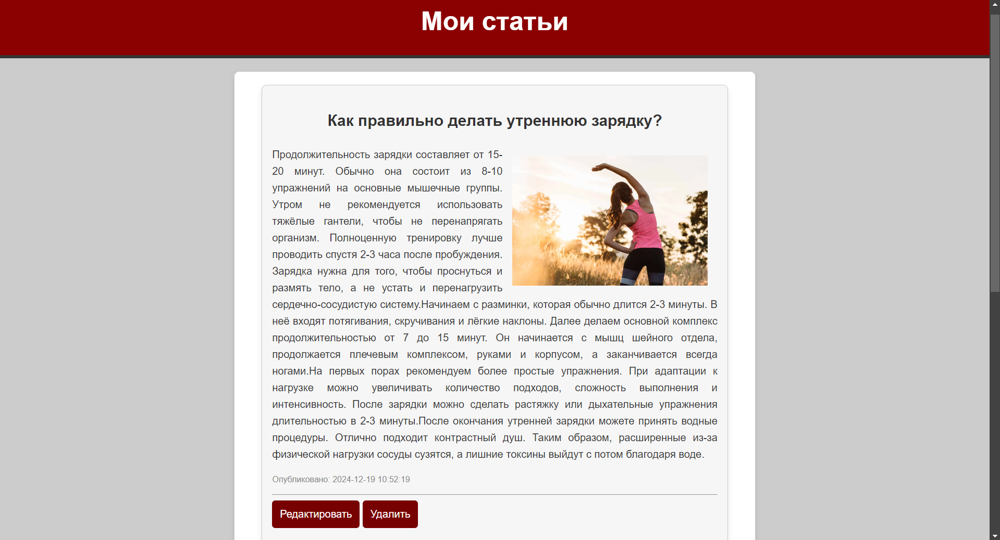 Мои статьи
Как правильно делать утреннюю зарядку?
Продолжительность зарядки составляет от 15-
20 минут. Обычно она состоит из 8-10
упражнений на основные мышечные группы.
Утром не рекомендуется использовать
тяжёлые гантели, чтобы не перенапрягать
организм. Полноценную тренировку лучше
проводить спустя 2-3 часа после пробуждения.
Зарядка нужна для того, чтобы проснуться и
размять тело, а не устать и перенагрузить
сердечно-сосудистую систему.Начинаем с разминки, которая обычно длится 2-3 минуты. В
неё входят потягивания, скручивания и лёгкие наклоны. Далее делаем основной комплекс
продолжительностью от 7 до 15 минут. Он начинается с мышц шейного отдела,
продолжается плечевым комплексом, руками и корпусом, а заканчивается всегда
ногами.На первых порах рекомендуем более простые упражнения. При адаптации к
нагрузке можно увеличивать количество подходов, сложность выполнения и
интенсивность. После зарядки можно сделать растяжку или дыхательные упражнения
длительностью в 2-3 минуты.После окончания утренней зарядки можете принять водные
процедуры. Отлично подходит контрастный душ. Таким образом, расширенные из-за
физической нагрузки сосуды сузятся, а лишние токсины выйдут с потом благодаря воде.
Опубликовано: 2024-12-19 10:52:19
Редактировать Удалить